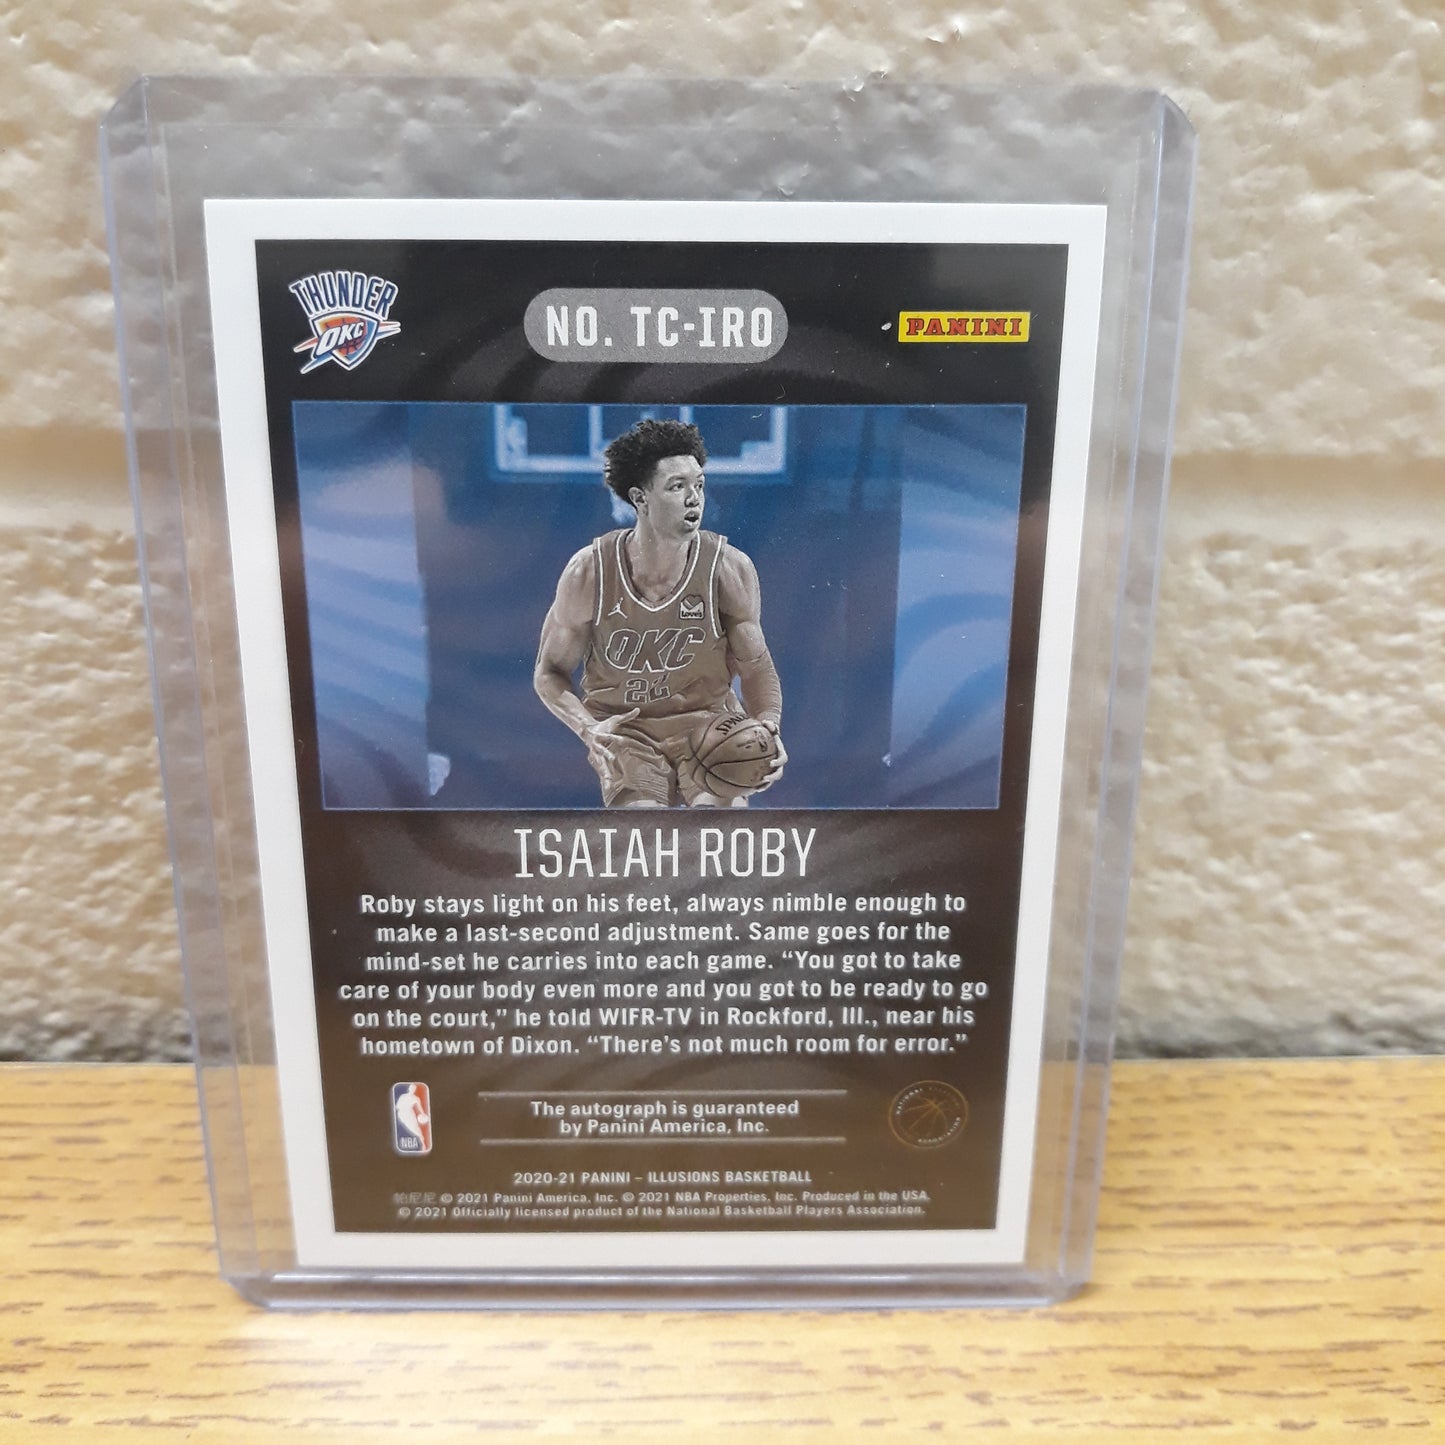 THUNDER
OKC
NO. TC-IRO
PANINI
Love's
OKC
22
SPAL
ISAIAH ROBY
Roby stays light on his feet, always nimble enough to
make a last-second adjustment. Same goes for the
mind-set he carries into each game. “You got to take
care of your body even more and you got to be ready to go
on the court,” he told WIFR-TV in Rockford, Ill., near his
hometown of Dixon. “There's not much room for error.”
NBA
The autograph is guaranteed
by Panini America, Inc.
NATIONAL BASKETBALL ASSOCIATION
2020-21 PANINI – ILLUSIONS BASKETBALL
帕尼尼 © 2021 Panini America, Inc. © 2021 NBA Properties, Inc. Produced in the USA.
© 2021 Officially licensed product of the National Basketball Players Association.